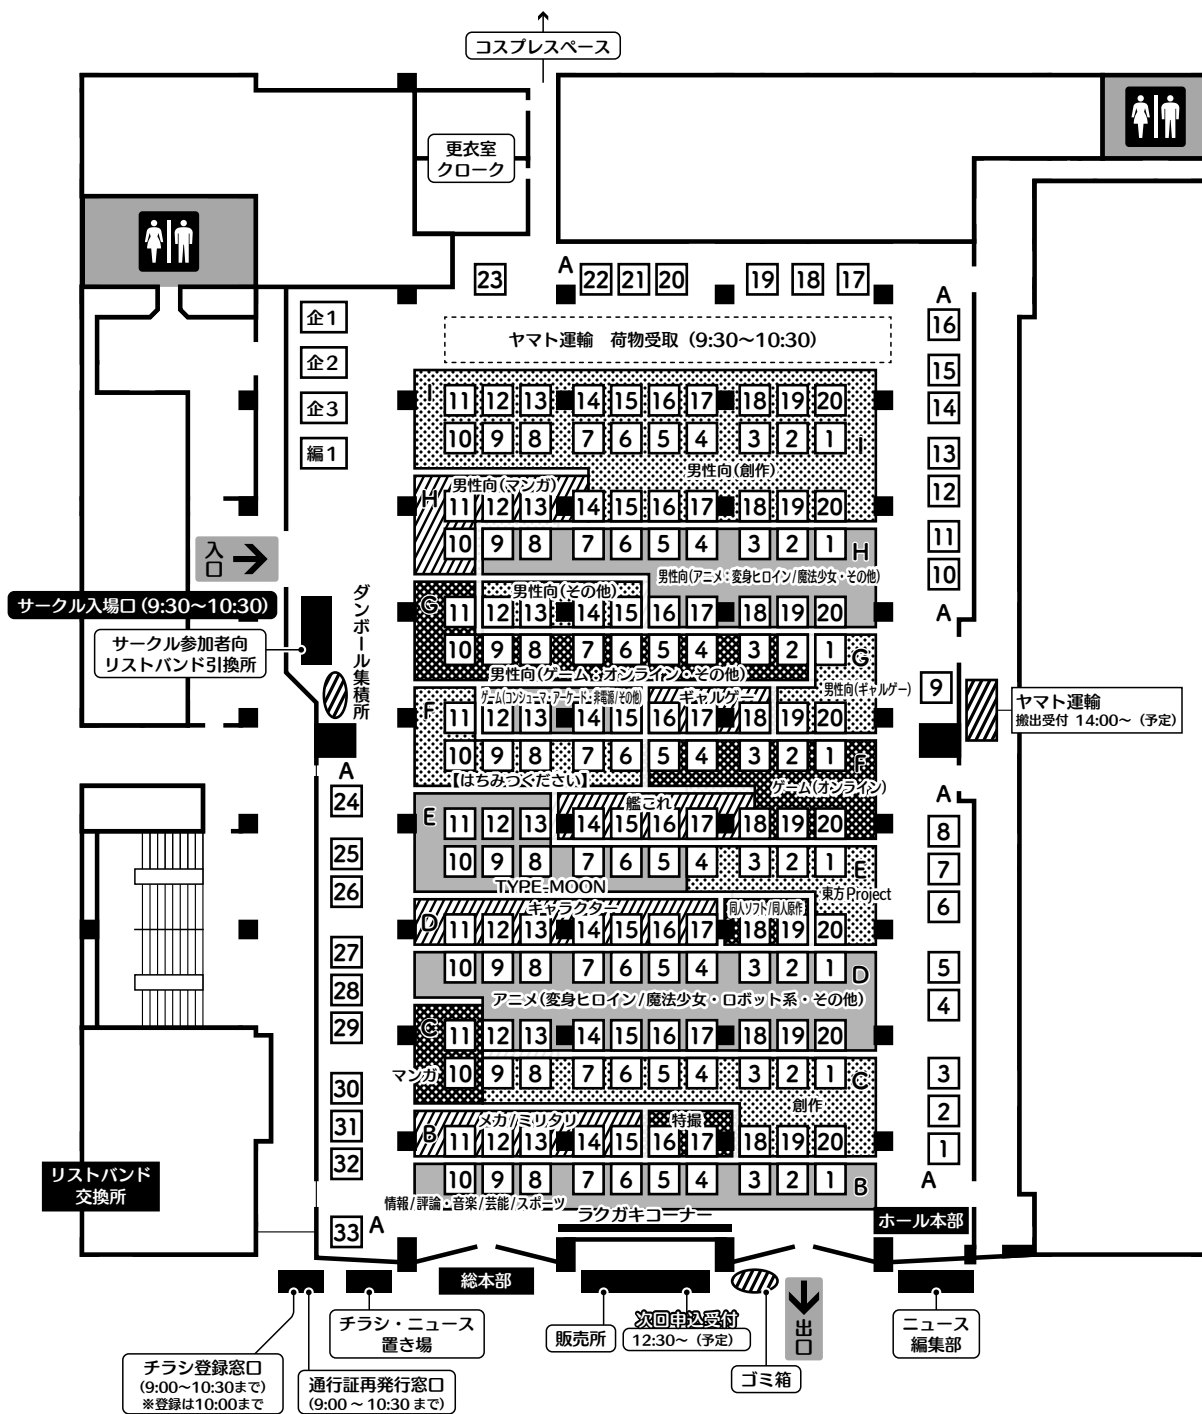 コスプレスペース
更衣室
クローク
23
A
22 21 20
19 18 17
A
16
15
14
13
12
11
10
A
9
企1
企2
企3
編1
ヤマト運輸 荷物受取 (9:30～10:30)
I
11 12 13 14 15 16 17 18 19 20
10 9 8 7 6 5 4 3 2 1
I
男性向(創作)
男性向(マンガ)
H
11 12 13 14 15 16 17 18 19 20
10 9 8 7 6 5 4 3 2 1
H
男性向(アニメ:変身ヒロイン/魔法少女・その他)
男性向(その他)
G
11 12 13 14 15 16 17 18 19 20
10 9 8 7 6 5 4 3 2 1
G
男性向(ゲーム:オンライン・その他)
男性向(ギャルゲー)
ゲーム(コンシューマ・アーケード・非電源/その他)
ギャルゲー
F
11 12 13 14 15 16 17 18 19 20
10 9 8 7 6 5 4 3 2 1
F
【はちみつください】
ゲーム(オンライン)
艦これ
E
11 12 13 14 15 16 17 18 19 20
10 9 8 7 6 5 4 3 2 1
E
TYPE-MOON
東方Project
キャラクター
同人ソフト/同人原作
D
11 12 13 14 15 16 17 18 19 20
10 9 8 7 6 5 4 3 2 1
D
アニメ(変身ヒロイン/魔法少女・ロボット系・その他)
C
11 12 13 14 15 16 17 18 19 20
10 9 8 7 6 5 4 3 2 1
C
マンガ
創作
メカ/ミリタリ
特撮
B
11 12 13 14 15 16 17 18 19 20
10 9 8 7 6 5 4 3 2 1
B
情報/評論・音楽/芸能/スポーツ
ラクガキコーナー
入口
サークル入場口(9:30～10:30)
サークル参加者向
リストバンド引換所
ダンボール集積所
A
24
25
26
27
28
29
30
31
32
33 A
リストバンド
交換所
ヤマト運輸
搬出受付 14:00～(予定)
A
8
7
6
5
4
3
2
1
A
ホール本部
総本部
チラシ・ニュース
置き場
チラシ登録窓口
(9:00～10:30まで)
※登録は10:00まで
通行証再発行窓口
(9:00～10:30まで)
販売所
次回申込受付
12:30～(予定)
ゴミ箱
出口
ニュース
編集部